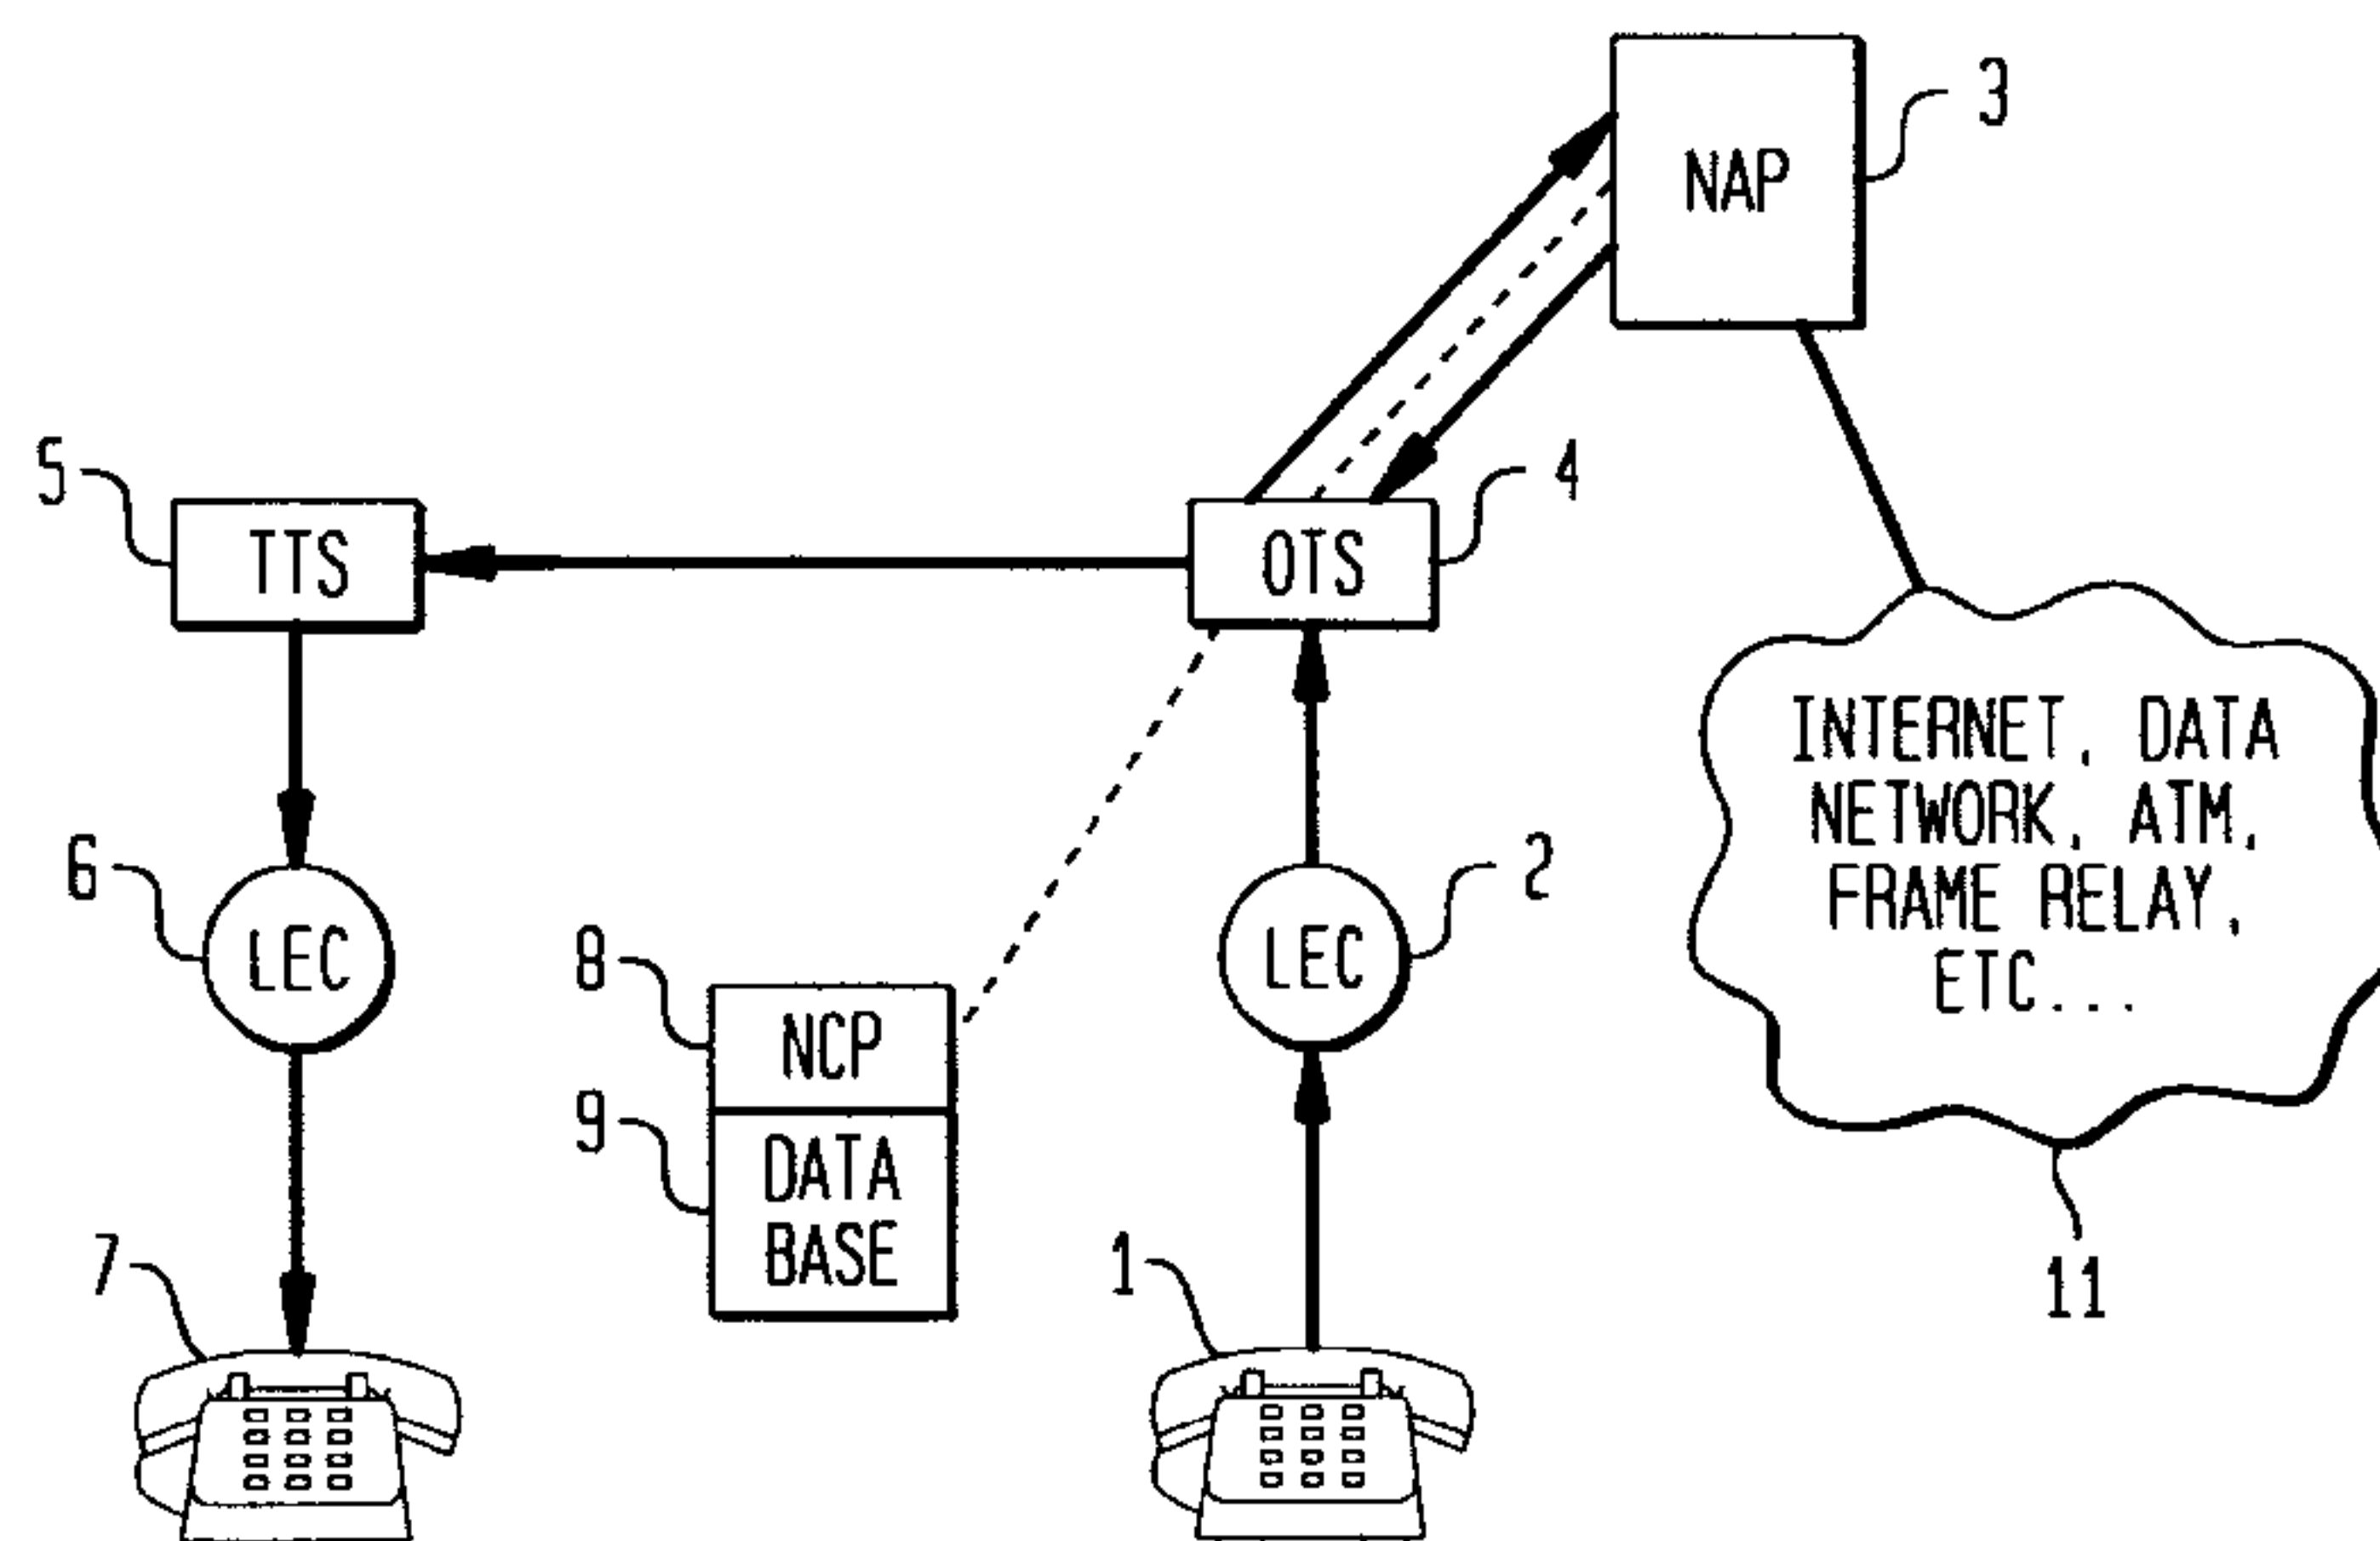 3
NAP
5
TTS
4
OTS
INTERNET, DATA
NETWORK, ATM,
FRAME RELAY,
ETC...
6
LEC
2
LEC
8
NCP
9
DATA
BASE
7
1
11